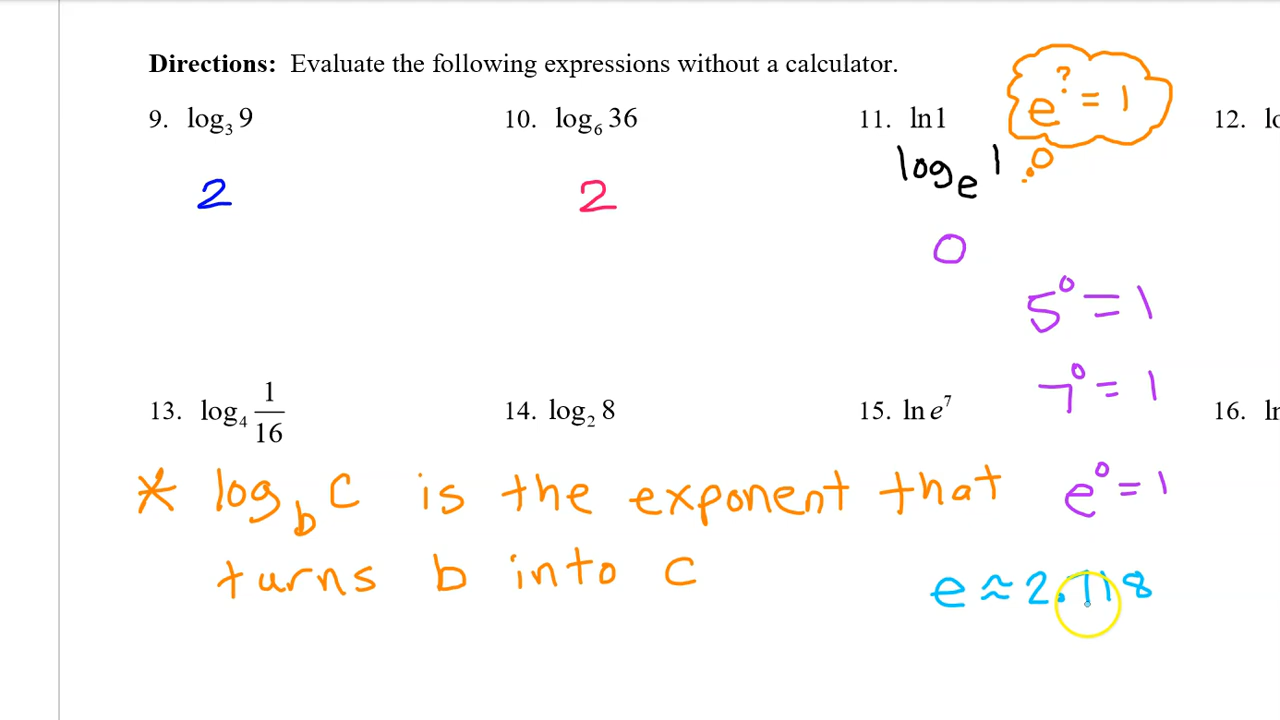 Directions: Evaluate the following expressions without a calculator.
e^? = 1
9. log₃ 9
10. log₆ 36
11. ln1
12. lo
logₑ 1
2
2
0
5⁰ = 1
7⁰ = 1
13. log₄ 1/16
14. log₂ 8
15. ln e⁷
16. ln
* log_b c is the exponent that
e⁰ = 1
turns b into c
e ≈ 2.718